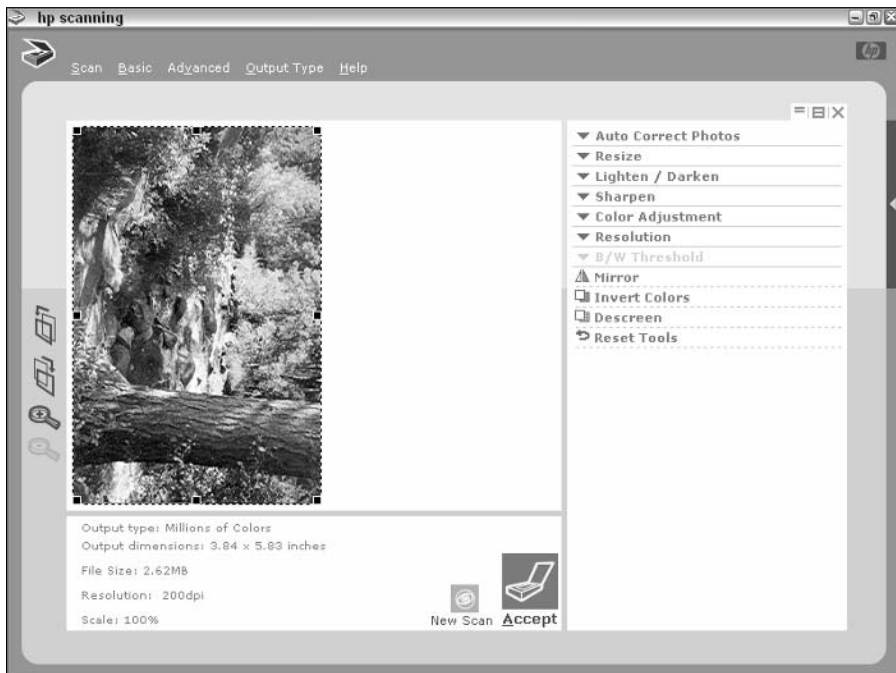 hp scanning
hp
Scan Basic Advanced Output Type Help
Auto Correct Photos
Resize
Lighten / Darken
Sharpen
Color Adjustment
Resolution
B/W Threshold
Mirror
Invert Colors
Descreen
Reset Tools
Output type: Millions of Colors
Output dimensions: 3.84 x 5.83 inches
File Size: 2.62MB
Resolution: 200dpi
Scale: 100%
New Scan Accept